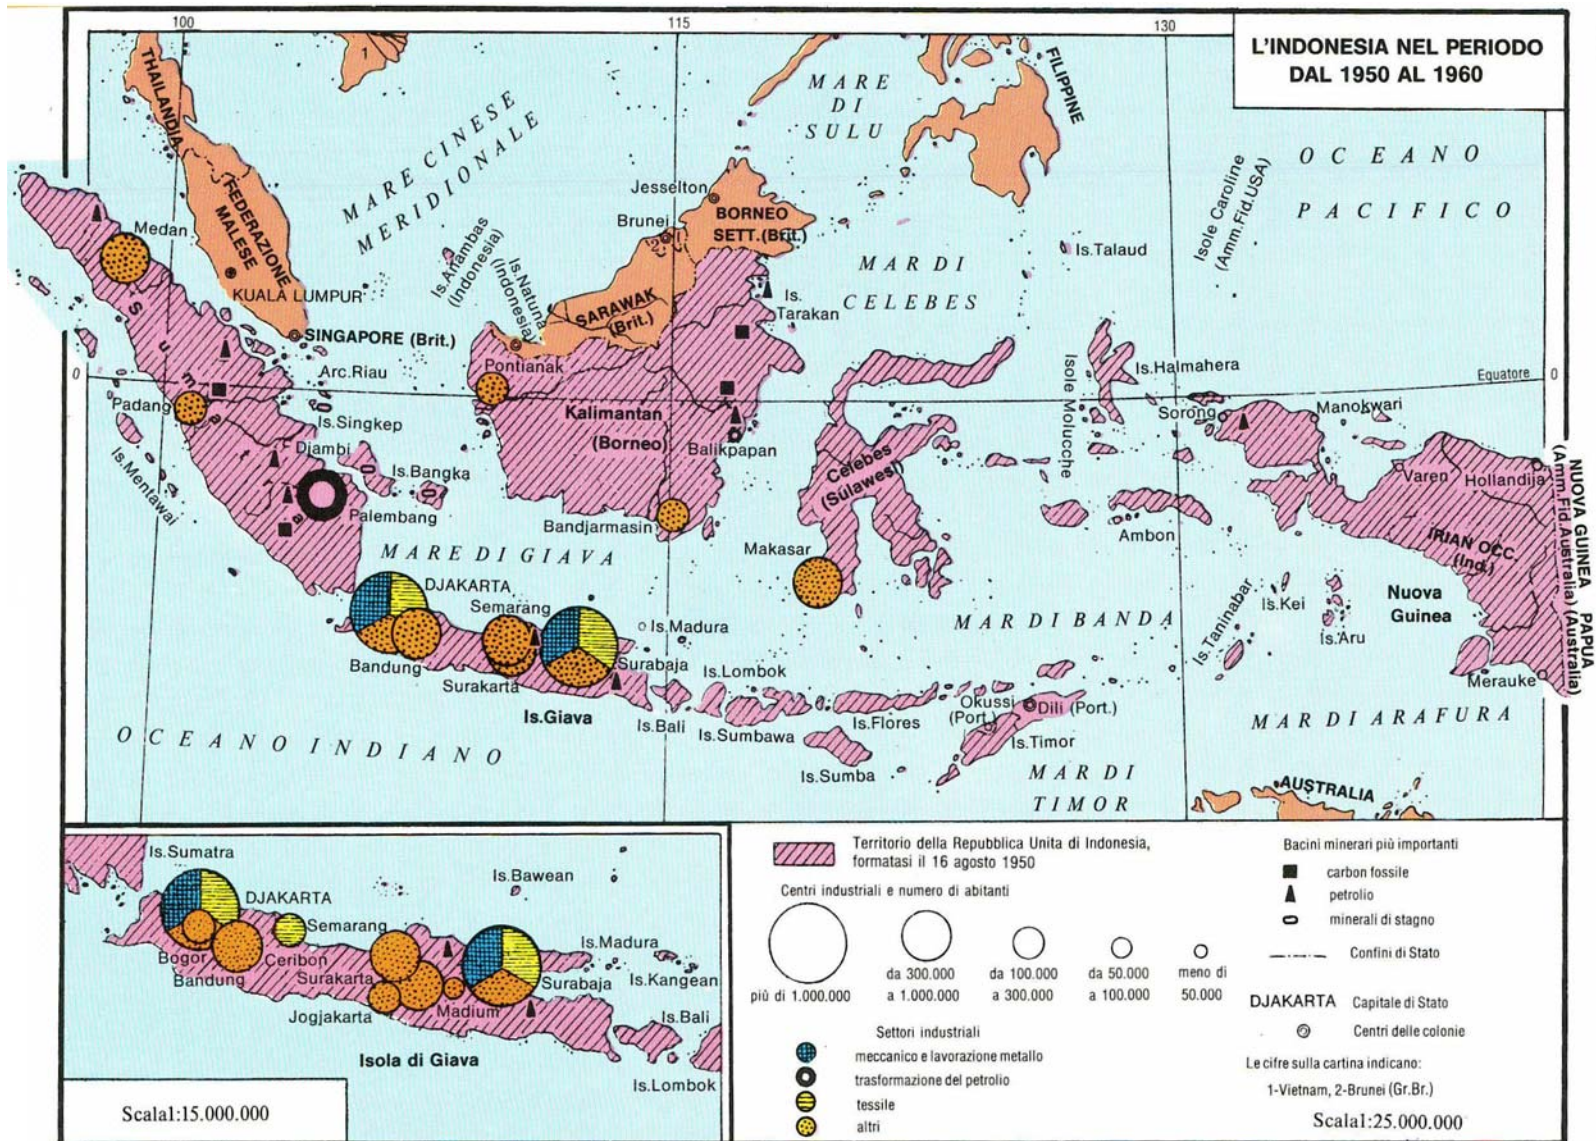 100
115
130
L'INDONESIA NEL PERIODO
DAL 1950 AL 1960
THAILANDIA
1
MARE CINESE
MERIDIONALE
MARE
DI
SULU
FILIPPINE
OCEANO
PACIFICO
Isole Caroline
(Amm.Fid.USA)
FEDERAZIONE
MALESE
Medan
KUALA LUMPUR
SINGAPORE (Brit.)
Is.Anambas
(Indonesia)
Is.Natuna
(Indonesia)
Jesselton
Brunei
2
BORNEO
SETT.(Brit.)
SARAWAK
(Brit.)
MAR DI
CELEBES
Is.Talaud
Is.
Tarakan
Sumatra
Arc.Riau
0
Equatore
0
Padang
Is.Singkep
Djambi
Is.Bangka
Is.Mentawai
Palembang
Pontianak
Kalimantan
(Borneo)
Balikpapan
Bandjarmasin
Celebes
(Sulawesi)
Makasar
Isole Molucche
Is.Halmahera
Sorong
Manokwari
Varen
Hollandija
Ambon
IRIAN OCC.
(Ind.)
Nuova
Guinea
NUOVA GUINEA
(Amm.Fid.Australia)
PAPUA
(Australia)
MARE DI GIAVA
DJAKARTA
Semarang
Is.Madura
Bandung
Surakarta
Surabaja
Is.Giava
Is.Lombok
Is.Bali
Is.Sumbawa
Is.Flores
Is.Sumba
Okussi
(Port.)
Dili (Port.)
Is.Timor
MAR DI BANDA
Is.Taninabar
Is.Kei
Is.Aru
Merauke
OCEANO INDIANO
MAR DI
TIMOR
MAR DI ARAFURA
AUSTRALIA
Is.Sumatra
Is.Bawean
DJAKARTA
Semarang
Is.Madura
Bogor
Ceribon
Surakarta
Bandung
Surabaja
Is.Kangean
Jogjakarta
Madium
Is.Bali
Isola di Giava
Is.Lombok
Scala1:15.000.000
Territorio della Repubblica Unita di Indonesia,
formatasi il 16 agosto 1950
Centri industriali e numero di abitanti
più di 1.000.000
da 300.000
a 1.000.000
da 100.000
a 300.000
da 50.000
a 100.000
meno di
50.000
Settori industriali
meccanico e lavorazione metallo
trasformazione del petrolio
tessile
altri
Bacini minerari più importanti
carbon fossile
petrolio
minerali di stagno
Confini di Stato
DJAKARTA Capitale di Stato
Centri delle colonie
Le cifre sulla cartina indicano:
1-Vietnam, 2-Brunei (Gr.Br.)
Scala1:25.000.000